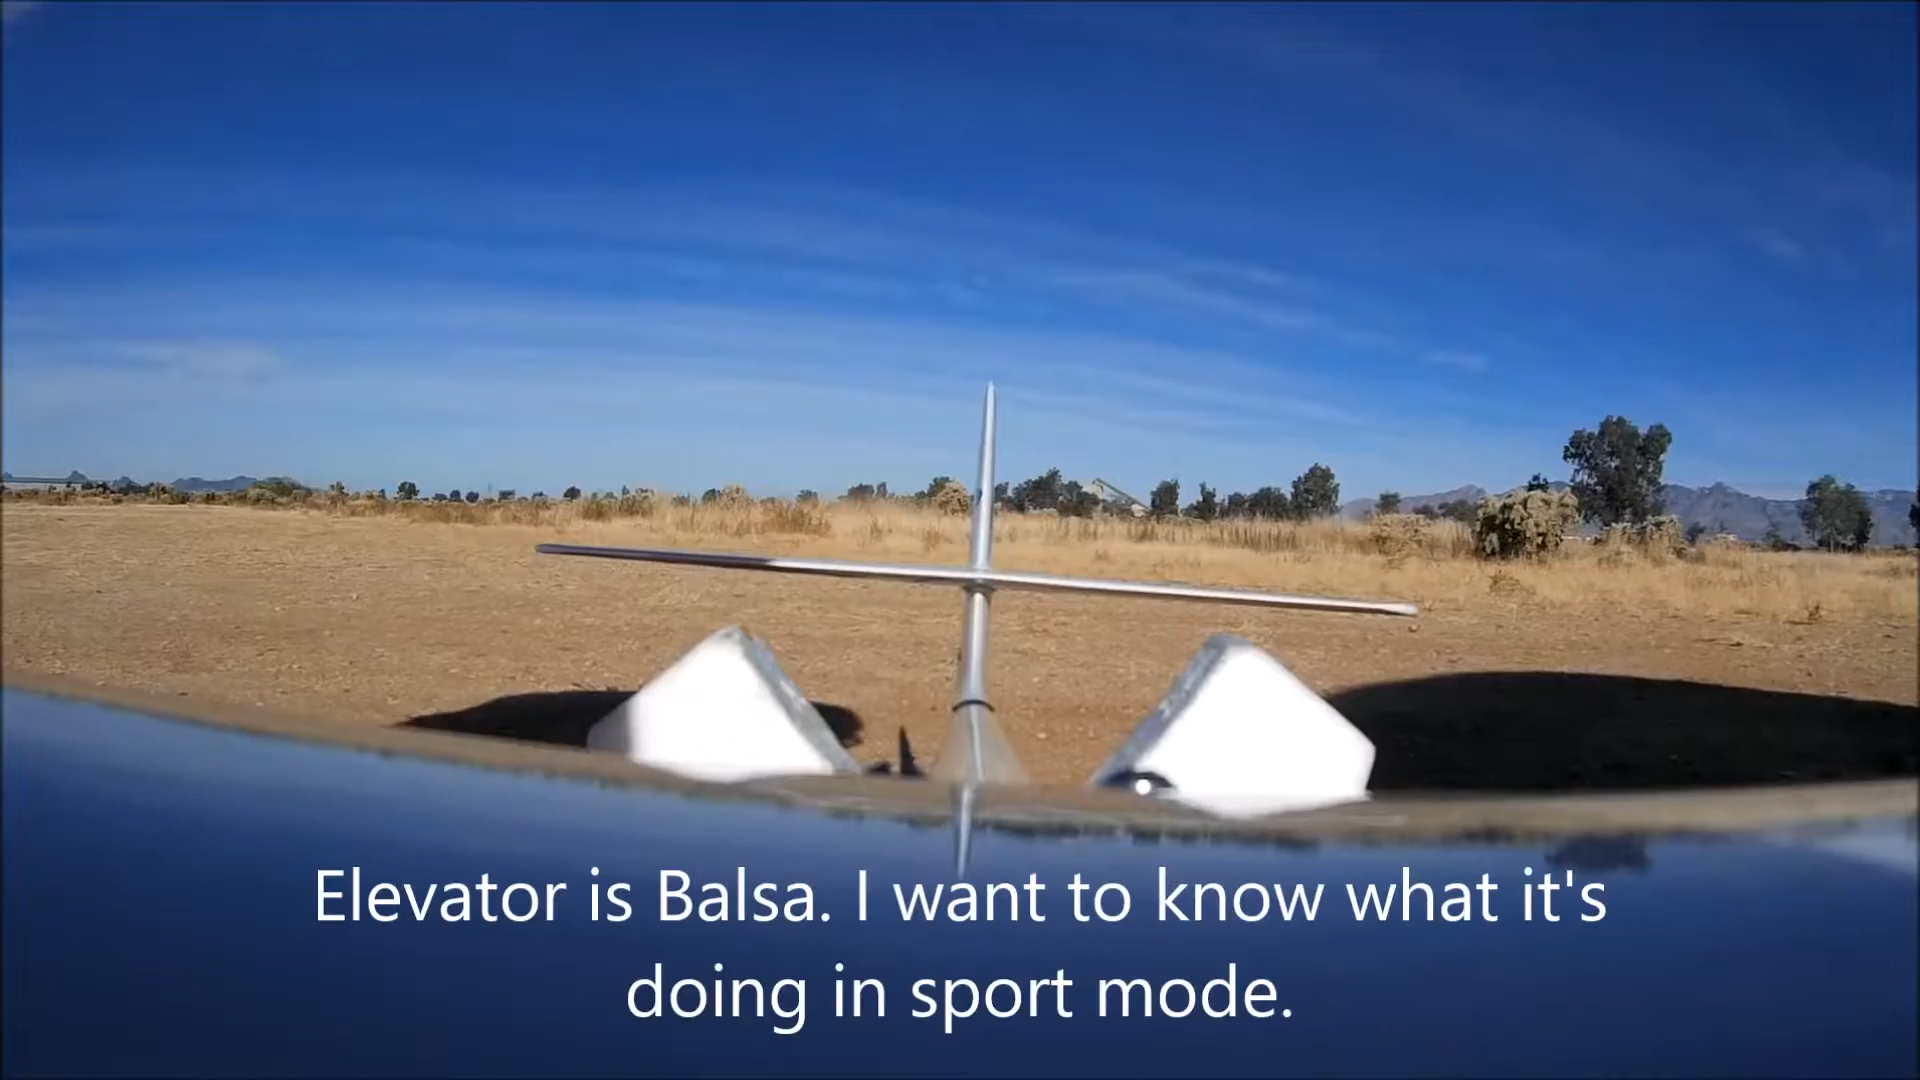 Elevator is Balsa. I want to know what it's
doing in sport mode.